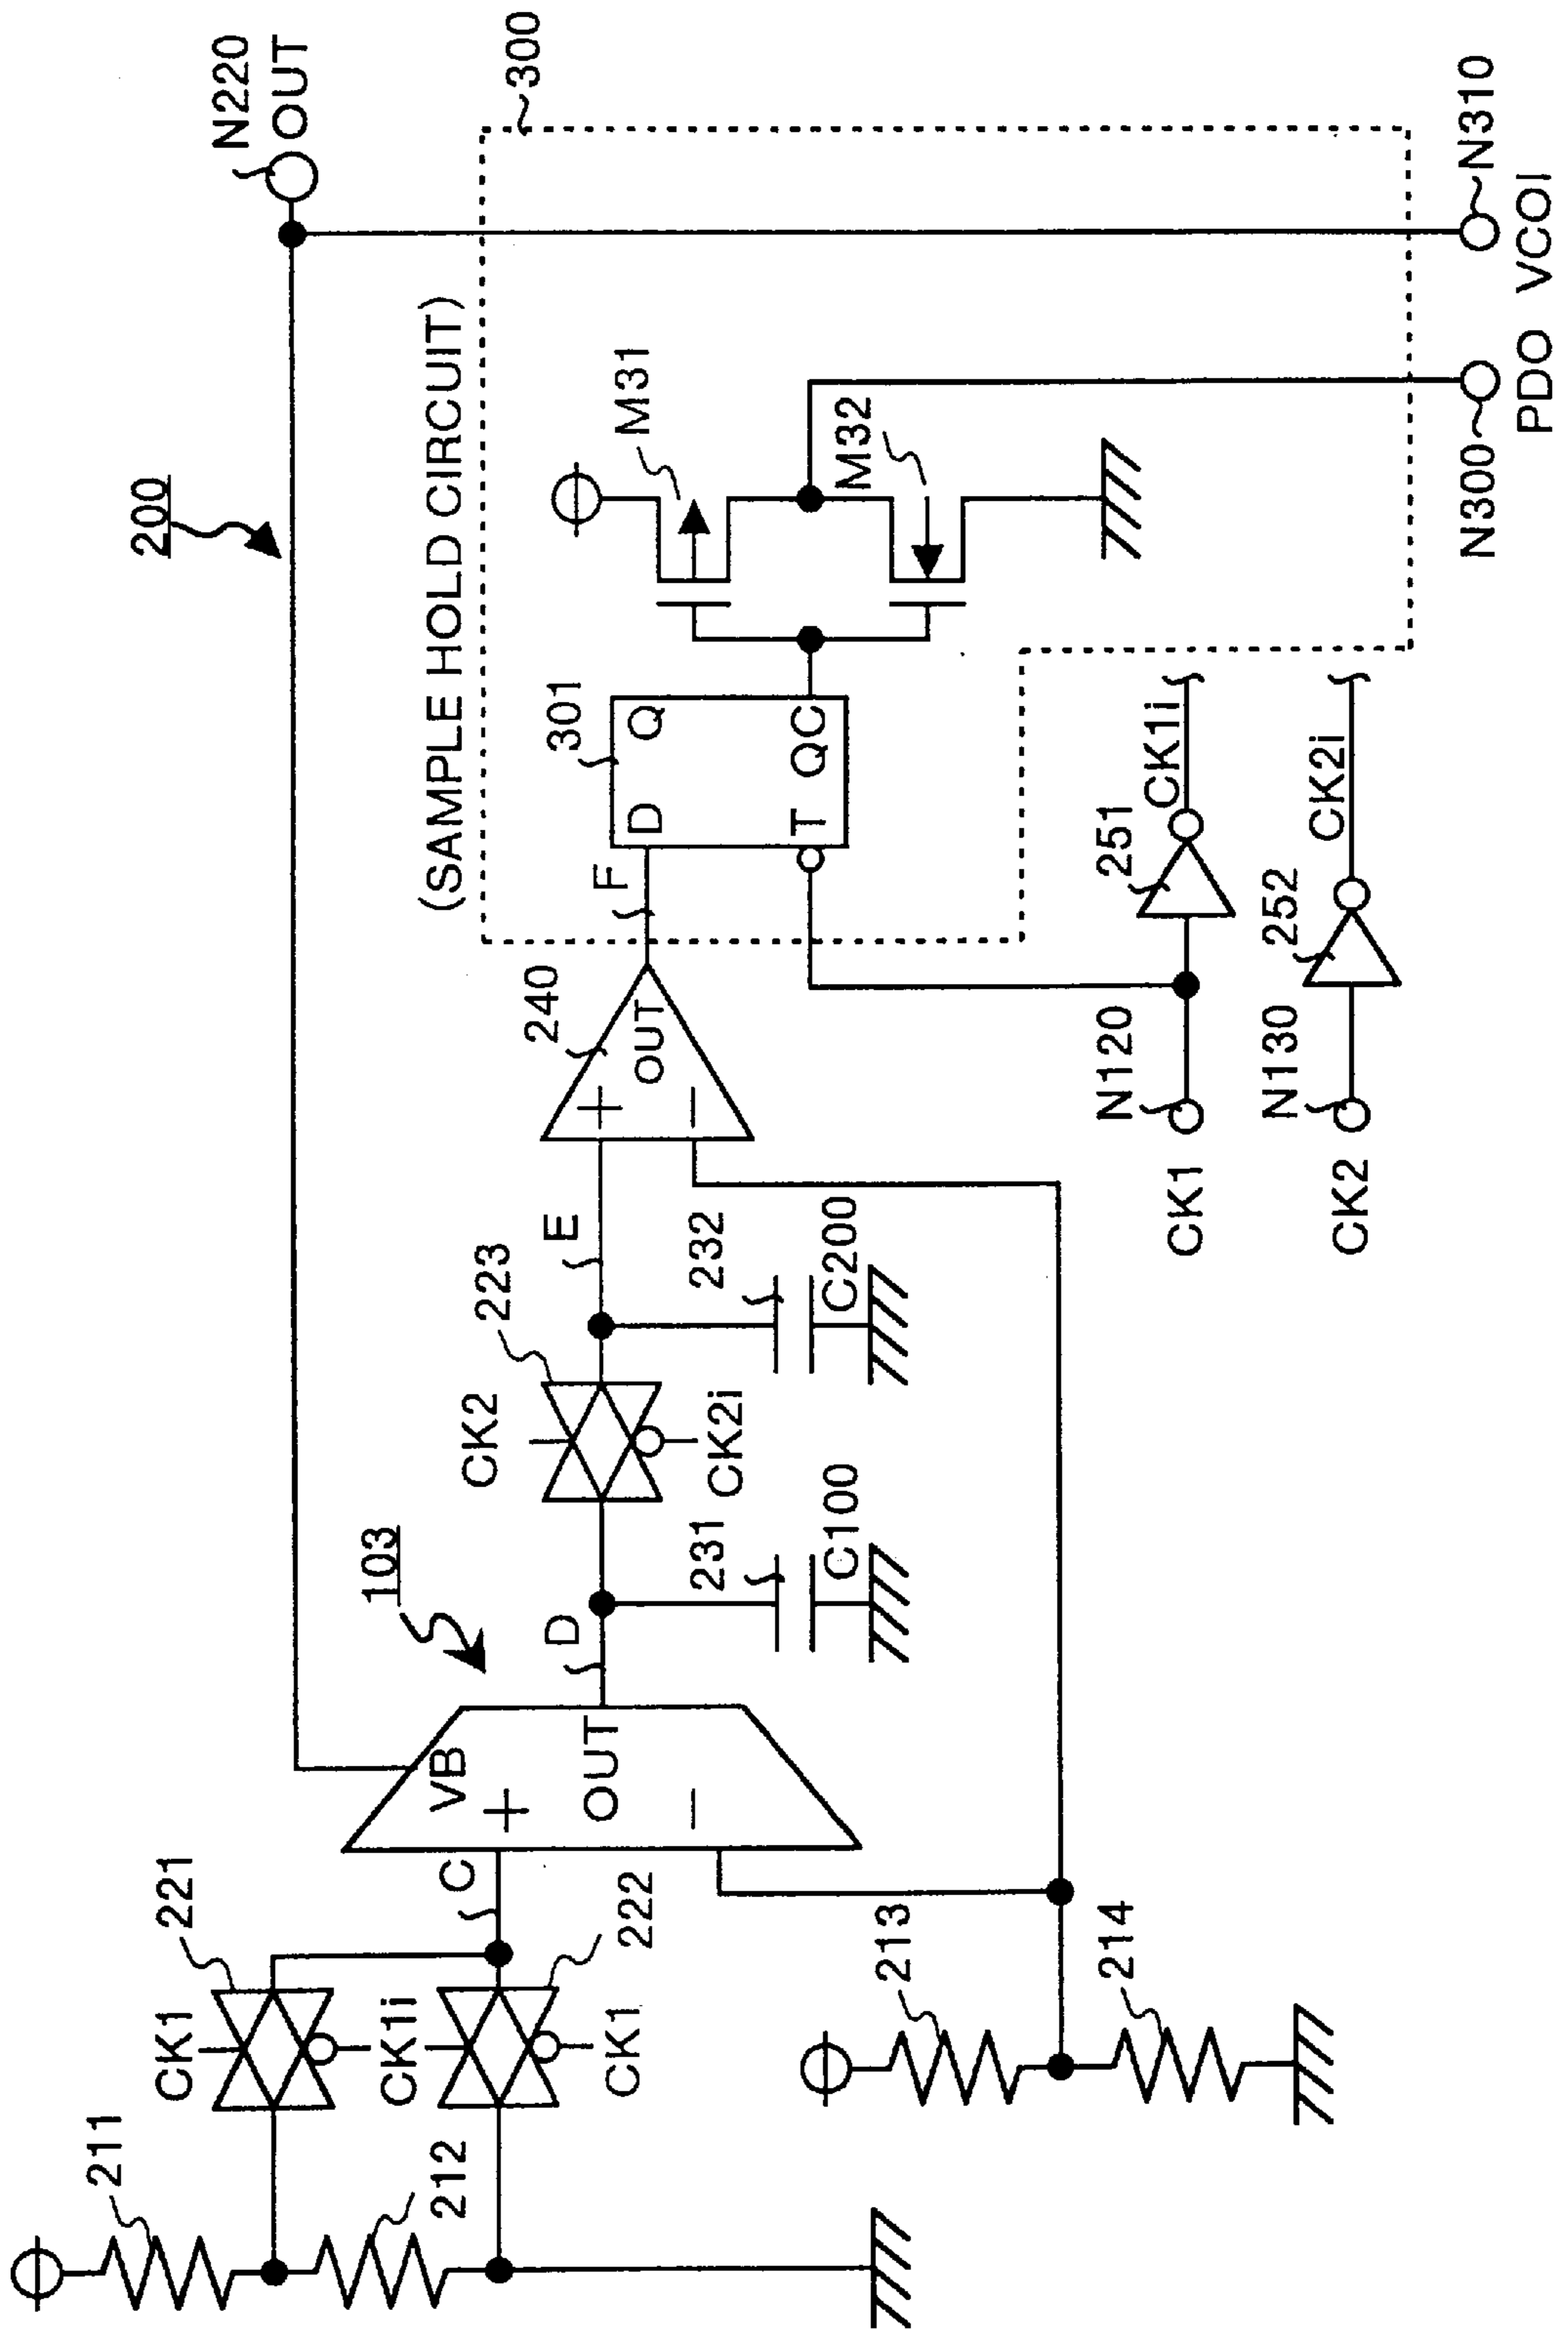 200
N220
OUT
(SAMPLE HOLD CIRCUIT)
300
103
211
212
CK1
221
CK1i
222
CK1
C
VB
+
OUT
−
D
231
C100
CK2
223
CK2i
E
232
C200
240
+
OUT
−
F
301
D
Q
T
QC
M31
M32
213
214
CK1
N120
251
CK1i
CK2
N130
252
CK2i
N300
PDO
N310
VCOI